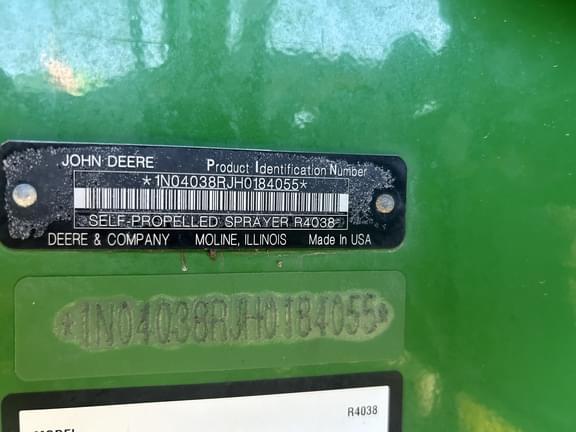 JOHN DEERE Product Identification Number
*1N04038RJH0184055*
SELF-PROPELLED SPRAYER R4038
DEERE & COMPANY MOLINE, ILLINOIS Made in USA
*1N04038RJH0184055*
R4038
MODEL